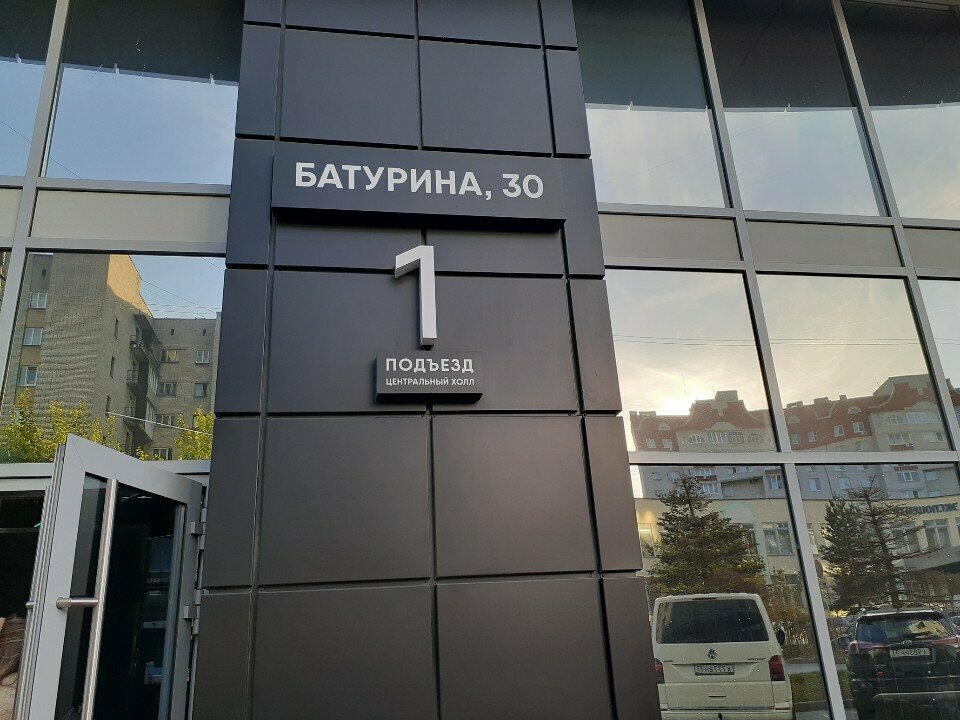 БАТУРИНА, 30
1
ПОДЪЕЗД
ЦЕНТРАЛЬНЫЙ ХОЛЛ